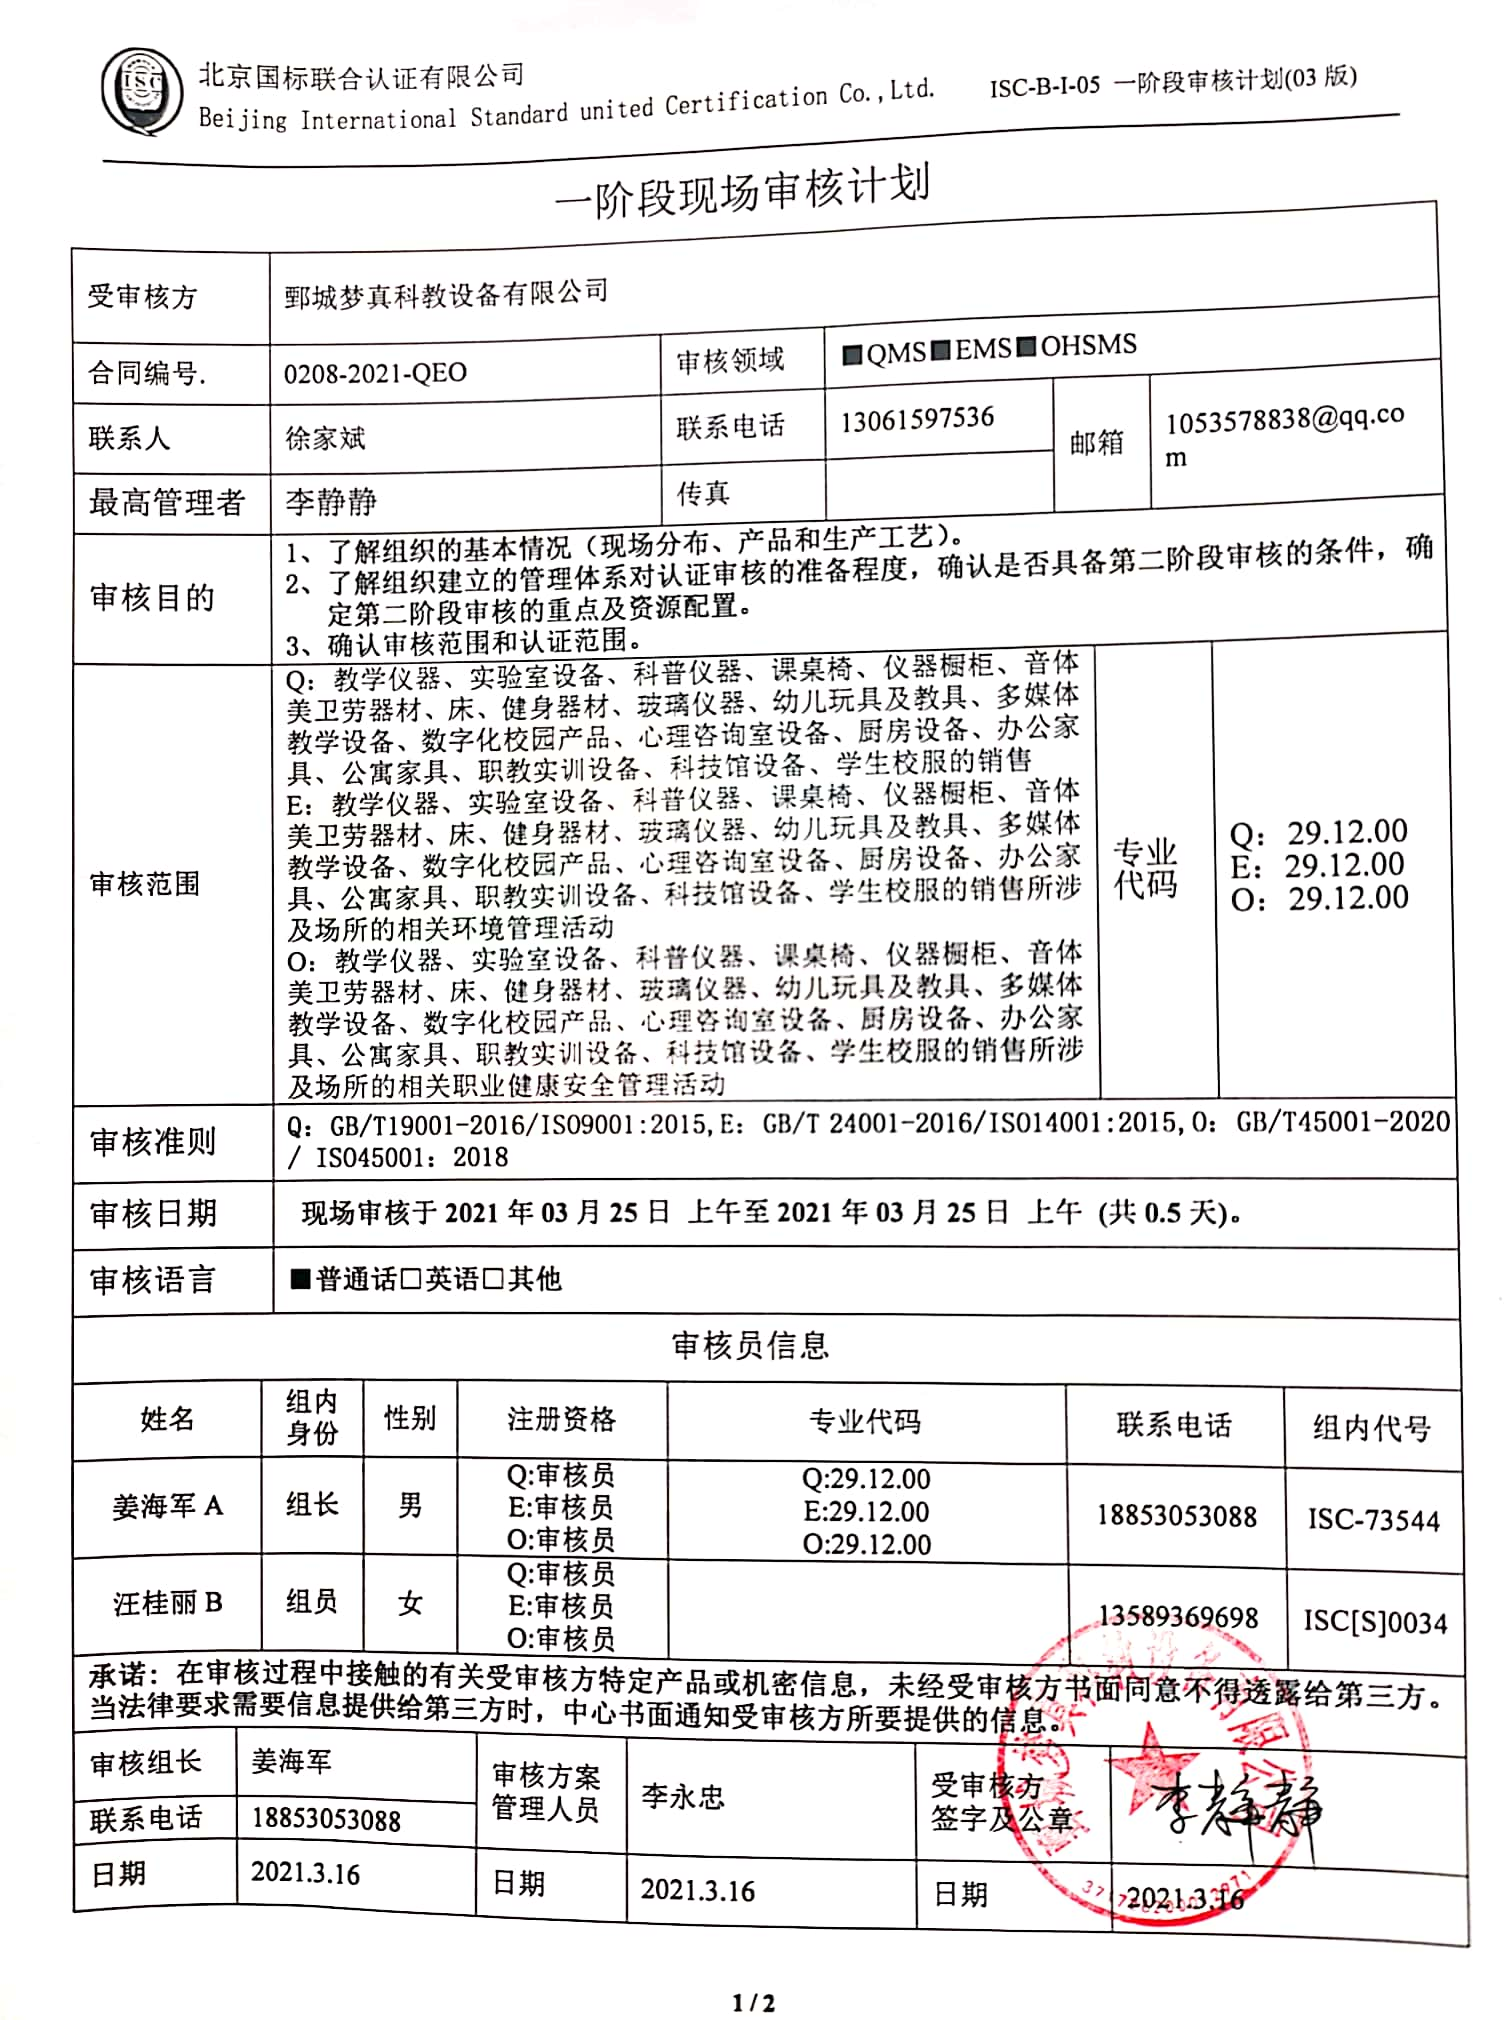 ISC
北京国标联合认证有限公司
Beijing International Standard united Certification Co.,Ltd.
ISC-B-I-05 一阶段审核计划(03 版)
一阶段现场审核计划
受审核方
鄄城梦真科教设备有限公司
合同编号.
0208-2021-QEO
审核领域
■QMS■EMS■OHSMS
联系人
徐家斌
联系电话
13061597536
邮箱
1053578838@qq.co
m
最高管理者
李静静
传真
审核目的
1、了解组织的基本情况（现场分布、产品和生产工艺）。
2、了解组织建立的管理体系对认证审核的准备程度，确认是否具备第二阶段审核的条件，确
定第二阶段审核的重点及资源配置。
3、确认审核范围和认证范围。
审核范围
Q：教学仪器、实验室设备、科普仪器、课桌椅、仪器橱柜、音体
美卫劳器材、床、健身器材、玻璃仪器、幼儿玩具及教具、多媒体
教学设备、数字化校园产品、心理咨询室设备、厨房设备、办公家
具、公寓家具、职教实训设备、科技馆设备、学生校服的销售
E：教学仪器、实验室设备、科普仪器、课桌椅、仪器橱柜、音体
美卫劳器材、床、健身器材、玻璃仪器、幼儿玩具及教具、多媒体
教学设备、数字化校园产品、心理咨询室设备、厨房设备、办公家
具、公寓家具、职教实训设备、科技馆设备、学生校服的销售所涉
及场所的相关环境管理活动
O：教学仪器、实验室设备、科普仪器、课桌椅、仪器橱柜、音体
美卫劳器材、床、健身器材、玻璃仪器、幼儿玩具及教具、多媒体
教学设备、数字化校园产品、心理咨询室设备、厨房设备、办公家
具、公寓家具、职教实训设备、科技馆设备、学生校服的销售所涉
及场所的相关职业健康安全管理活动
专业
代码
Q：29.12.00
E：29.12.00
O：29.12.00
审核准则
Q：GB/T19001-2016/ISO9001:2015,E：GB/T 24001-2016/ISO14001:2015,O：GB/T45001-2020
/ ISO45001：2018
审核日期
现场审核于 2021 年 03 月 25 日 上午至 2021 年 03 月 25 日 上午 (共 0.5 天)。
审核语言
■普通话□英语□其他
审核员信息
姓名
组内
身份
性别
注册资格
专业代码
联系电话
组内代号
姜海军 A
组长
男
Q:审核员
E:审核员
O:审核员
Q:29.12.00
E:29.12.00
O:29.12.00
18853053088
ISC-73544
汪桂丽 B
组员
女
Q:审核员
E:审核员
O:审核员
13589369698
ISC[S]0034
承诺：在审核过程中接触的有关受审核方特定产品或机密信息，未经受审核方书面同意不得透露给第三方。
当法律要求需要信息提供给第三方时，中心书面通知受审核方所要提供的信息。
审核组长
姜海军
审核方案
管理人员
李永忠
受审核方
签字及公章
李静静
联系电话
18853053088
日期
2021.3.16
日期
2021.3.16
日期
2021.3.16
1 / 2